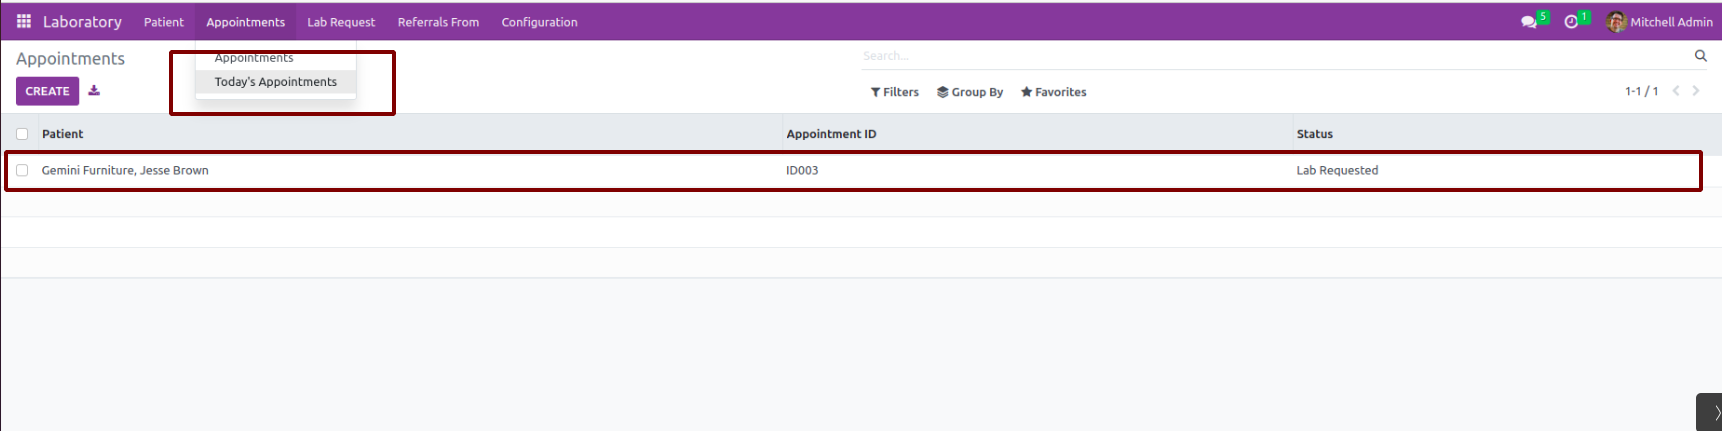 Laboratory Patient Appointments Lab Request Referrals From Configuration 5 1 Mitchell Admin
Appointments
Appointments
Today's Appointments
Search...
CREATE
Filters Group By Favorites 1-1 / 1
Patient Appointment ID Status
Gemini Furniture, Jesse Brown ID003 Lab Requested